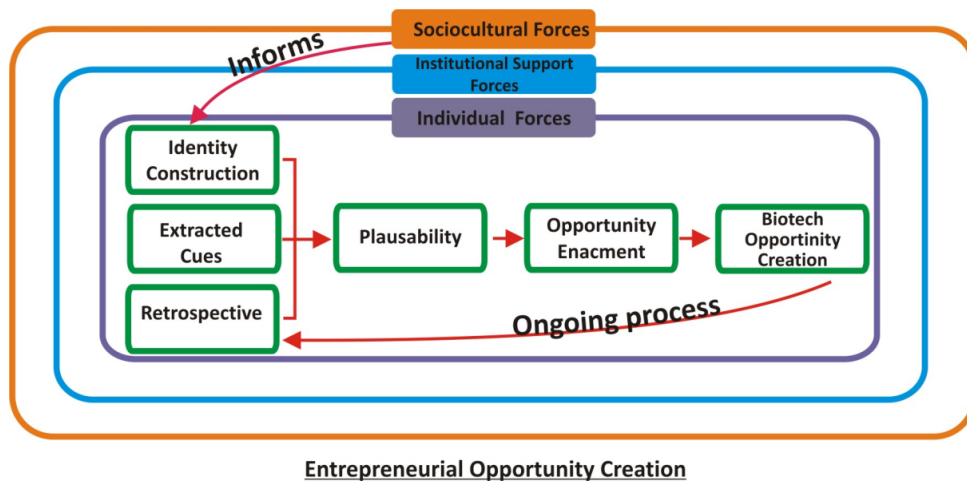 Sociocultural Forces
Informs
Institutional Support
Forces
Individual Forces
Identity
Construction
Extracted
Cues
Retrospective
Plausability
Opportunity
Enacment
Biotech
Opportinity
Creation
Ongoing process
Entrepreneurial Opportunity Creation